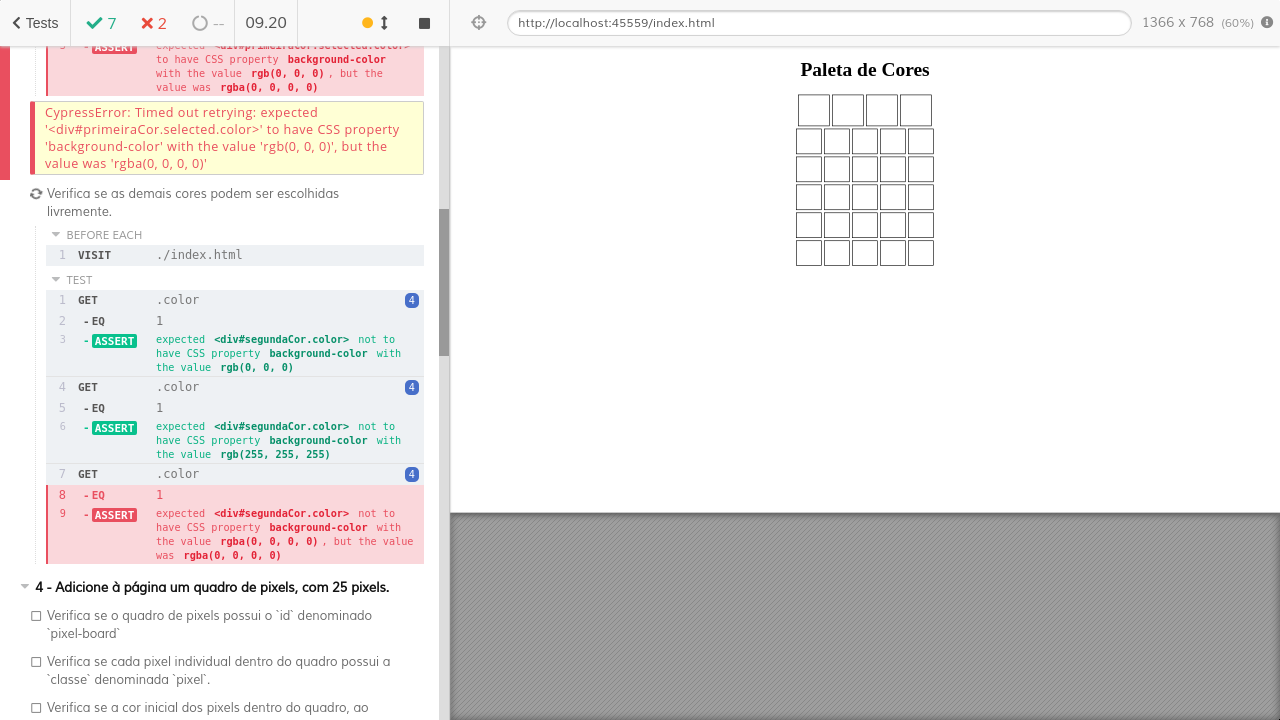 Tests 7 2 -- 09.20
http://localhost:45559/index.html 1366 x 768 (60%)
3 - ASSERT expected <div#primeiraCor.selected.color>
to have CSS property background-color
with the value rgb(0, 0, 0), but the
value was rgba(0, 0, 0, 0)
CypressError: Timed out retrying: expected
'<div#primeiraCor.selected.color>' to have CSS property
'background-color' with the value 'rgb(0, 0, 0)', but the
value was 'rgba(0, 0, 0, 0)'
Verifica se as demais cores podem ser escolhidas
livremente.
BEFORE EACH
1 VISIT ./index.html
TEST
1 GET .color 4
2 - EQ 1
3 - ASSERT expected <div#segundaCor.color> not to
have CSS property background-color with
the value rgb(0, 0, 0)
4 GET .color 4
5 - EQ 1
6 - ASSERT expected <div#segundaCor.color> not to
have CSS property background-color with
the value rgb(255, 255, 255)
7 GET .color 4
8 - EQ 1
9 - ASSERT expected <div#segundaCor.color> not to
have CSS property background-color with
the value rgba(0, 0, 0, 0), but the value
was rgba(0, 0, 0, 0)
4 - Adicione à página um quadro de pixels, com 25 pixels.
Verifica se o quadro de pixels possui o `id` denominado
`pixel-board`
Verifica se cada pixel individual dentro do quadro possui a
`classe` denominada `pixel`.
Verifica se a cor inicial dos pixels dentro do quadro, ao
Paleta de Cores